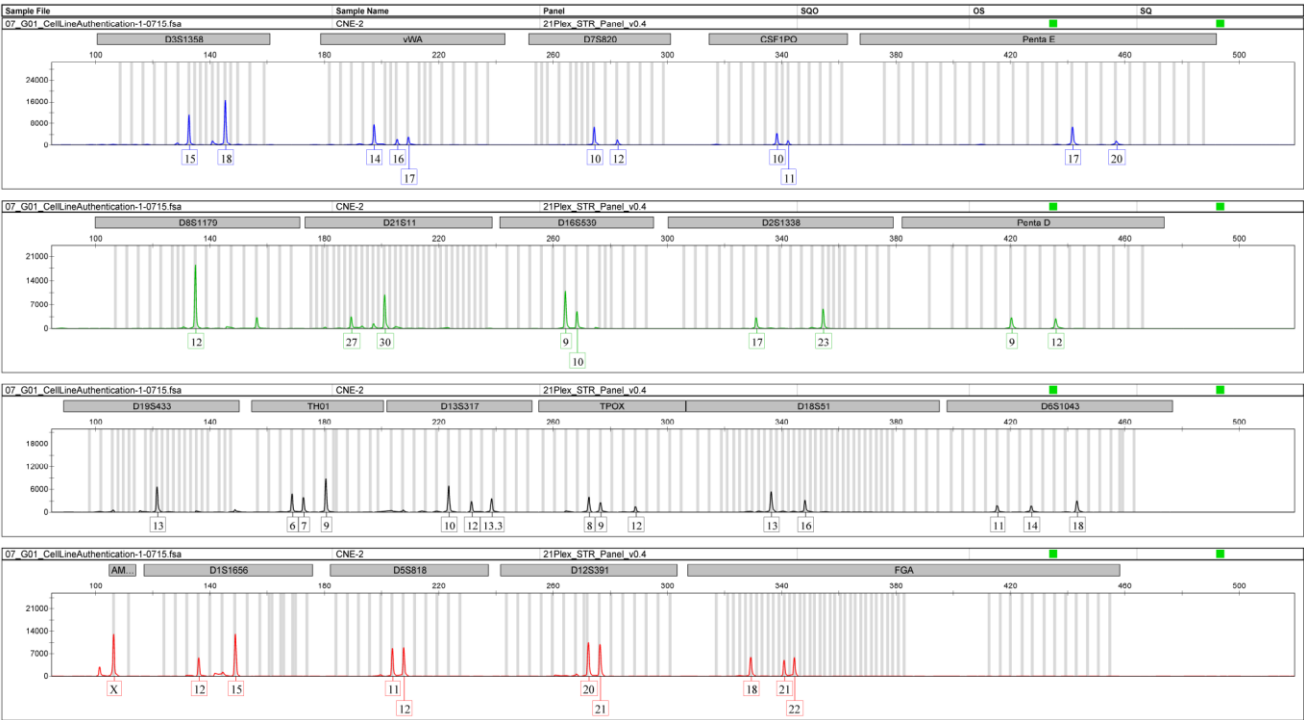 Sample File Sample Name Panel SQO OS SQ
07_G01_CellLineAuthentication-1-0715.fsa CNE-2 21Plex_STR_Panel_v0.4
D3S1358 vWA D7S820 CSF1PO Penta E
100 140 180 220 260 300 340 380 420 460 500
24000
16000
8000
0
15 18 14 16 10 12 10 17 20
17 11
07_G01_CellLineAuthentication-1-0715.fsa CNE-2 21Plex_STR_Panel_v0.4
D8S1179 D21S11 D16S539 D2S1338 Penta D
100 140 180 220 260 300 340 380 420 460 500
21000
14000
7000
0
12 27 30 9 17 23 9 12
10
07_G01_CellLineAuthentication-1-0715.fsa CNE-2 21Plex_STR_Panel_v0.4
D19S433 TH01 D13S317 TPOX D18S51 D6S1043
100 140 180 220 260 300 340 380 420 460 500
18000
12000
6000
0
13 6 7 9 10 12 13.3 8 9 12 13 16 11 14 18
07_G01_CellLineAuthentication-1-0715.fsa CNE-2 21Plex_STR_Panel_v0.4
AM... D1S1656 D5S818 D12S391 FGA
100 140 180 220 260 300 340 380 420 460 500
21000
14000
7000
0
X 12 15 11 20 18 21
12 21 22